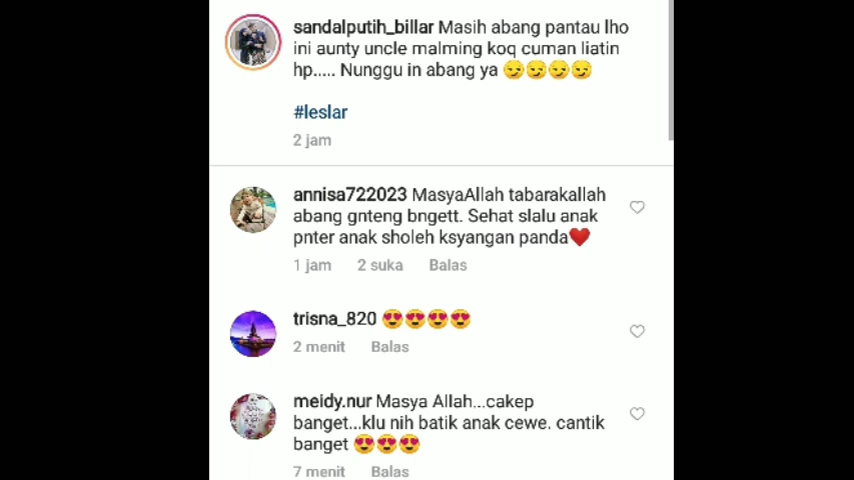 sandalputih_billar Masih abang pantau lho
ini aunty uncle malming koq cuman liatin
hp..... Nunggu in abang ya 😏😏😏😏
#leslar
2 jam
annisa722023 MasyaAllah tabarakallah
abang gnteng bngett. Sehat slalu anak
pnter anak sholeh ksyangan panda❤️
1 jam 2 suka Balas
trisna_820 😍😍😍😍
2 menit Balas
meidy.nur Masya Allah...cakep
banget...klu nih batik anak cewe. cantik
banget 😍😍😍
7 menit Balas